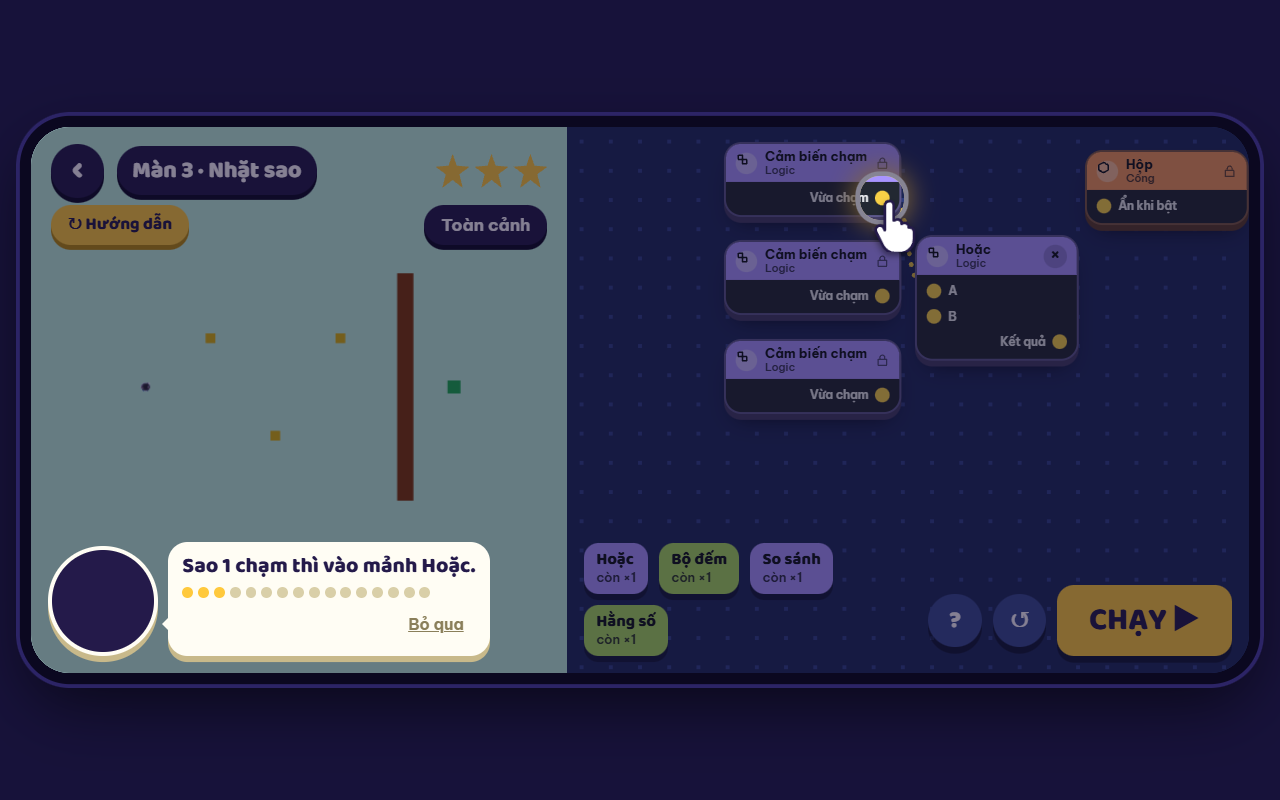 Màn 3 • Nhặt sao
↻ Hướng dẫn
Toàn cảnh
Sao 1 chạm thì vào mảnh Hoặc.
Bỏ qua
Cảm biến chạm
Logic
Vừa chạm
Cảm biến chạm
Logic
Vừa chạm
Cảm biến chạm
Logic
Vừa chạm
Hoặc
Logic
×
A
B
Kết quả
Hộp
Cổng
Ẩn khi bật
Hoặc
còn ×1
Bộ đếm
còn ×1
So sánh
còn ×1
Hằng số
còn ×1
?
↺
CHẠY ▶